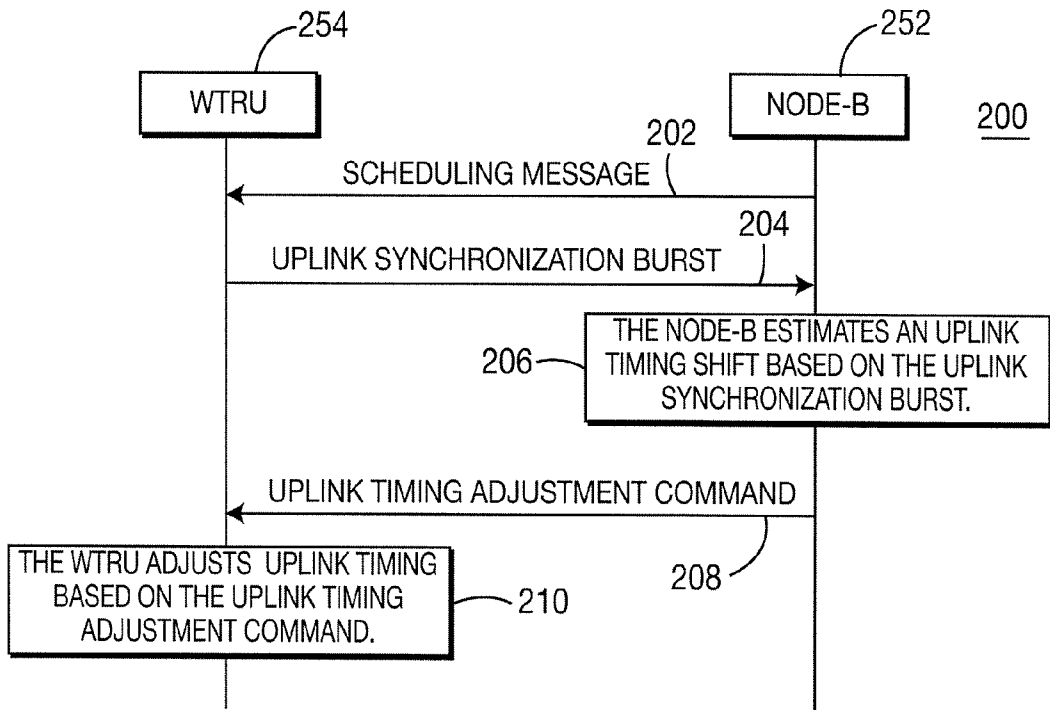 254
252
WTRU
NODE-B
200
202
SCHEDULING MESSAGE
204
UPLINK SYNCHRONIZATION BURST
THE NODE-B ESTIMATES AN UPLINK
TIMING SHIFT BASED ON THE UPLINK
SYNCHRONIZATION BURST.
206
UPLINK TIMING ADJUSTMENT COMMAND
208
THE WTRU ADJUSTS UPLINK TIMING
BASED ON THE UPLINK TIMING
ADJUSTMENT COMMAND.
210